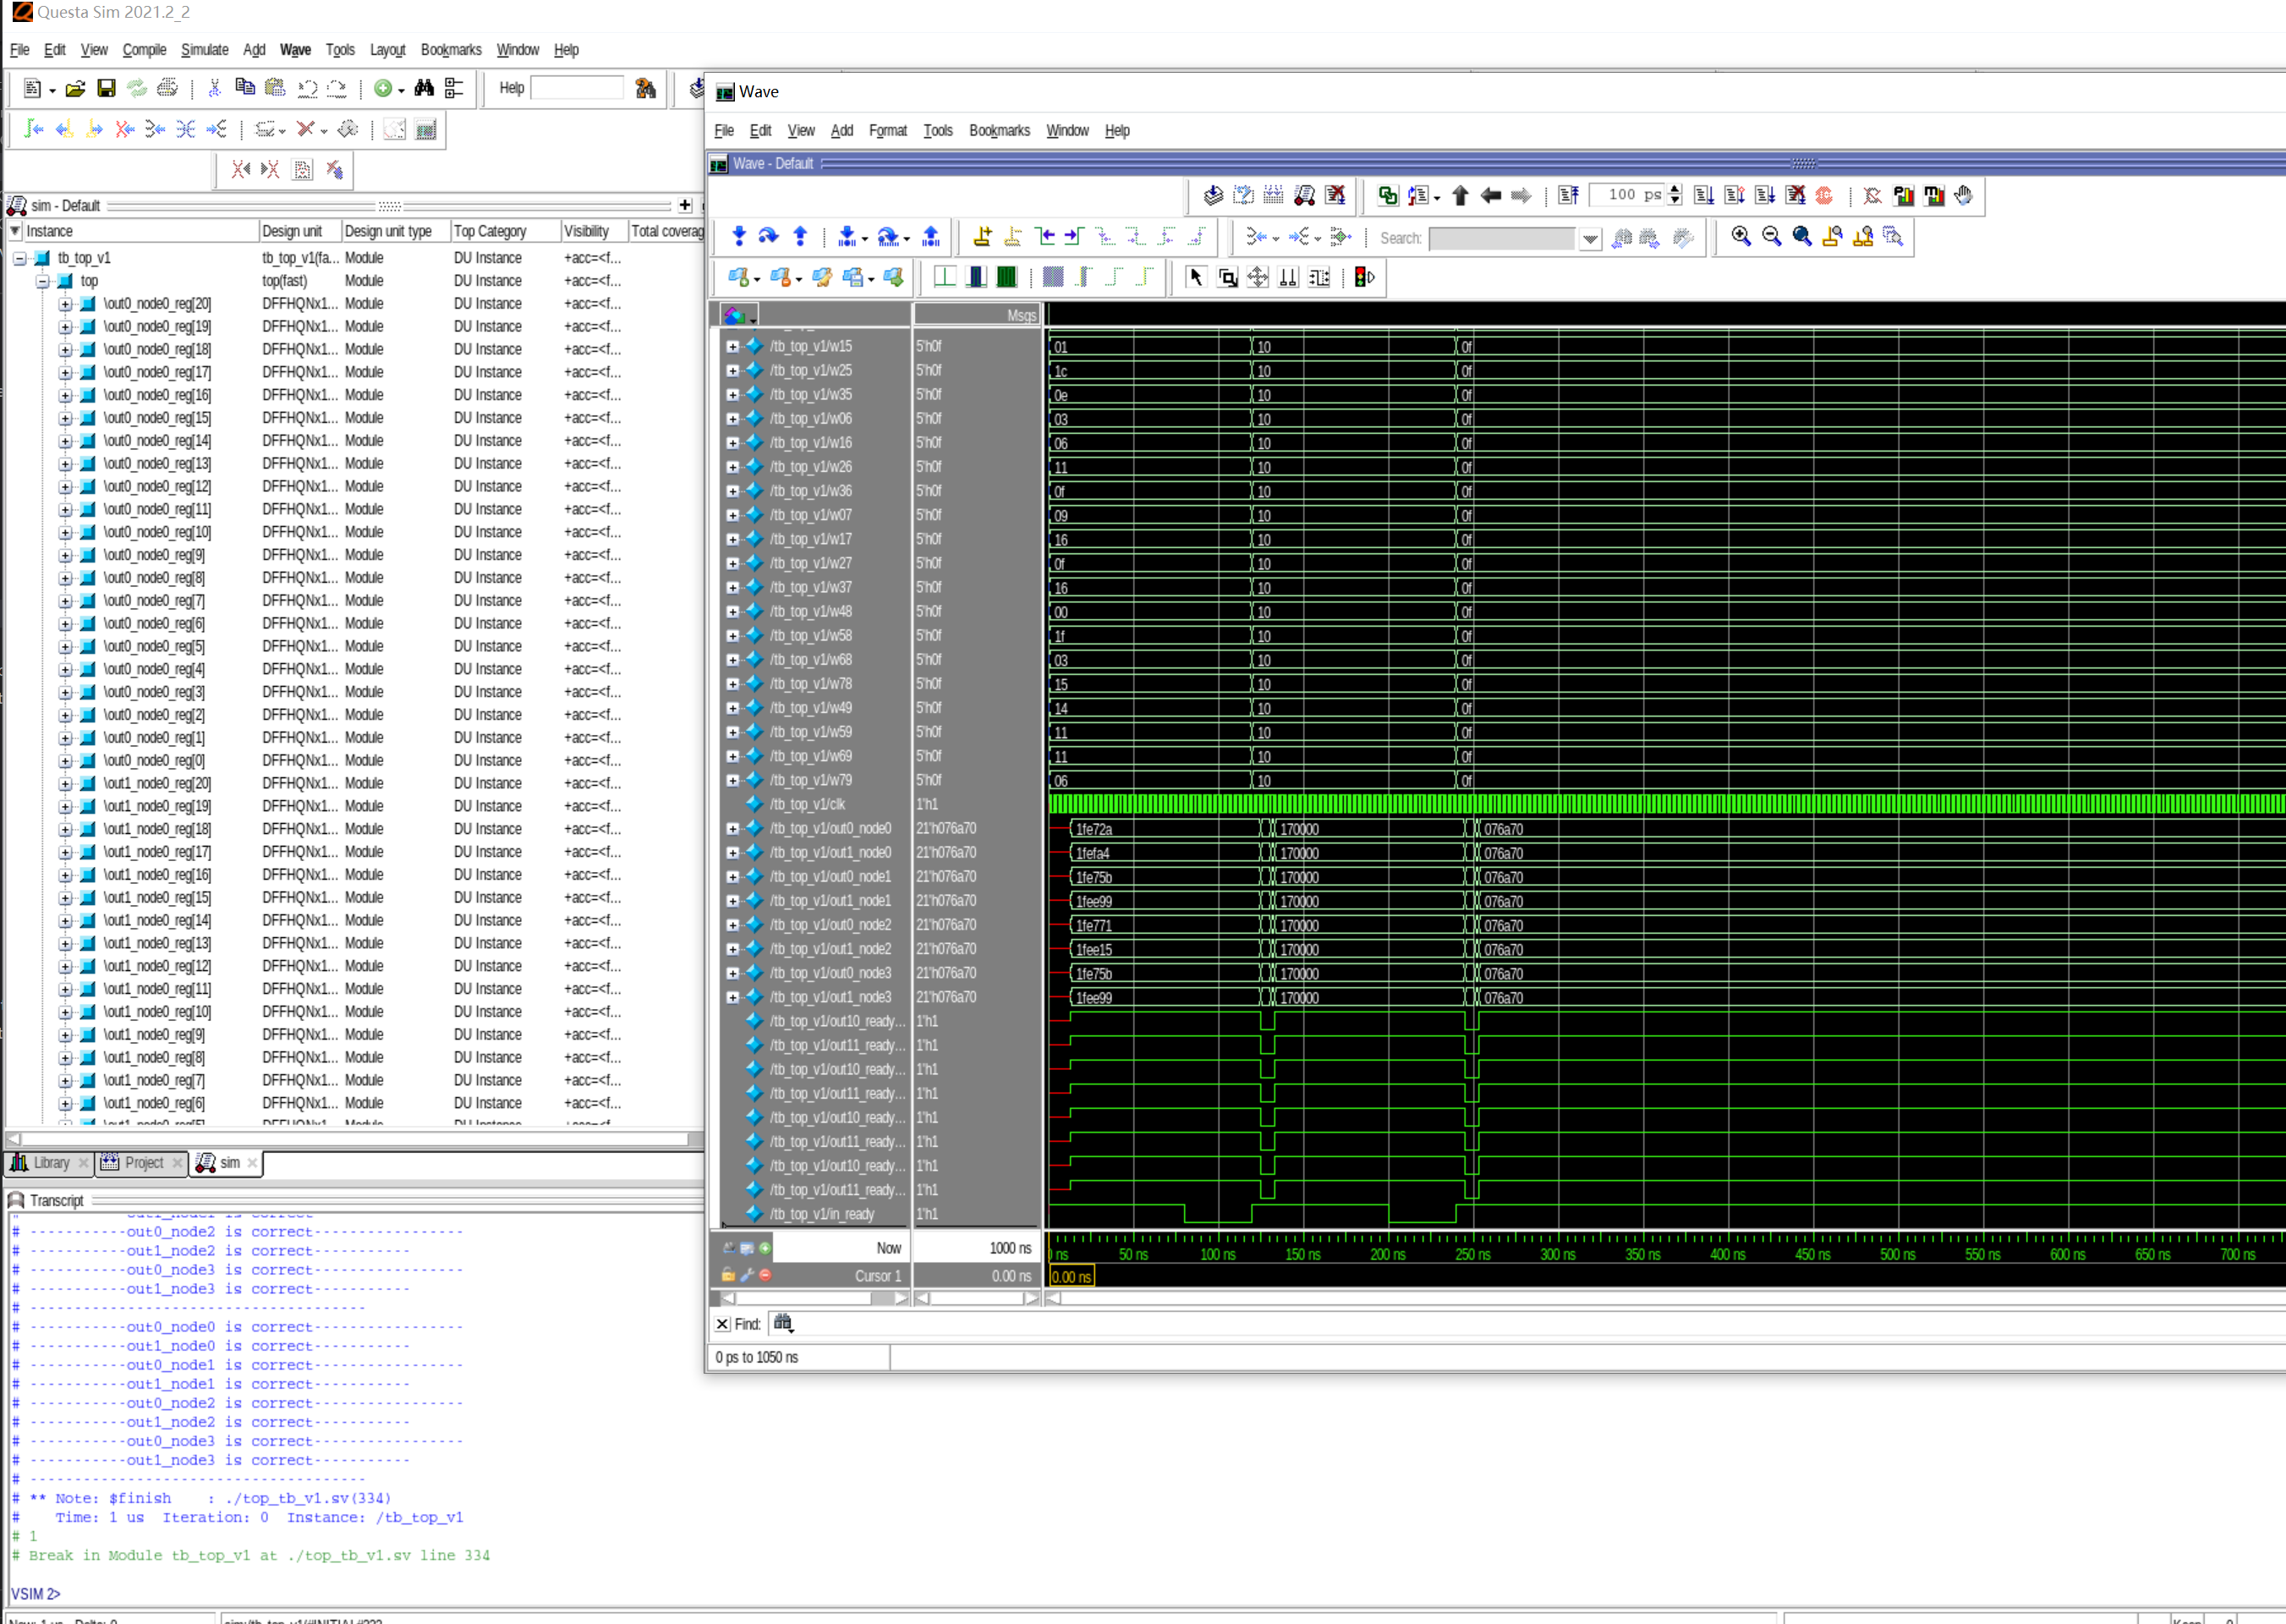 Questa Sim 2021.2_2
File Edit View Compile Simulate Add Wave Tools Layout Bookmarks Window Help
Help
sim - Default
Instance Design unit Design unit type Top Category Visibility Total coverag
tb_top_v1 tb_top_v1(fa... Module DU Instance +acc=<f...
top top(fast) Module DU Instance +acc=<f...
\out0_node0_reg[20] DFFHQNx1... Module DU Instance +acc=<f...
\out0_node0_reg[19] DFFHQNx1... Module DU Instance +acc=<f...
\out0_node0_reg[18] DFFHQNx1... Module DU Instance +acc=<f...
\out0_node0_reg[17] DFFHQNx1... Module DU Instance +acc=<f...
\out0_node0_reg[16] DFFHQNx1... Module DU Instance +acc=<f...
\out0_node0_reg[15] DFFHQNx1... Module DU Instance +acc=<f...
\out0_node0_reg[14] DFFHQNx1... Module DU Instance +acc=<f...
\out0_node0_reg[13] DFFHQNx1... Module DU Instance +acc=<f...
\out0_node0_reg[12] DFFHQNx1... Module DU Instance +acc=<f...
\out0_node0_reg[11] DFFHQNx1... Module DU Instance +acc=<f...
\out0_node0_reg[10] DFFHQNx1... Module DU Instance +acc=<f...
\out0_node0_reg[9] DFFHQNx1... Module DU Instance +acc=<f...
\out0_node0_reg[8] DFFHQNx1... Module DU Instance +acc=<f...
\out0_node0_reg[7] DFFHQNx1... Module DU Instance +acc=<f...
\out0_node0_reg[6] DFFHQNx1... Module DU Instance +acc=<f...
\out0_node0_reg[5] DFFHQNx1... Module DU Instance +acc=<f...
\out0_node0_reg[4] DFFHQNx1... Module DU Instance +acc=<f...
\out0_node0_reg[3] DFFHQNx1... Module DU Instance +acc=<f...
\out0_node0_reg[2] DFFHQNx1... Module DU Instance +acc=<f...
\out0_node0_reg[1] DFFHQNx1... Module DU Instance +acc=<f...
\out0_node0_reg[0] DFFHQNx1... Module DU Instance +acc=<f...
\out1_node0_reg[20] DFFHQNx1... Module DU Instance +acc=<f...
\out1_node0_reg[19] DFFHQNx1... Module DU Instance +acc=<f...
\out1_node0_reg[18] DFFHQNx1... Module DU Instance +acc=<f...
\out1_node0_reg[17] DFFHQNx1... Module DU Instance +acc=<f...
\out1_node0_reg[16] DFFHQNx1... Module DU Instance +acc=<f...
\out1_node0_reg[15] DFFHQNx1... Module DU Instance +acc=<f...
\out1_node0_reg[14] DFFHQNx1... Module DU Instance +acc=<f...
\out1_node0_reg[13] DFFHQNx1... Module DU Instance +acc=<f...
\out1_node0_reg[12] DFFHQNx1... Module DU Instance +acc=<f...
\out1_node0_reg[11] DFFHQNx1... Module DU Instance +acc=<f...
\out1_node0_reg[10] DFFHQNx1... Module DU Instance +acc=<f...
\out1_node0_reg[9] DFFHQNx1... Module DU Instance +acc=<f...
\out1_node0_reg[8] DFFHQNx1... Module DU Instance +acc=<f...
\out1_node0_reg[7] DFFHQNx1... Module DU Instance +acc=<f...
\out1_node0_reg[6] DFFHQNx1... Module DU Instance +acc=<f...
Library Project sim
Transcript
# -----------out0_node2 is correct-----------------
# -----------out1_node2 is correct-----------
# -----------out0_node3 is correct-----------------
# -----------out1_node3 is correct-----------
# ---------------------------------------
# -----------out0_node0 is correct-----------------
# -----------out1_node0 is correct-----------
# -----------out0_node1 is correct-----------------
# -----------out1_node1 is correct-----------
# -----------out0_node2 is correct-----------------
# -----------out1_node2 is correct-----------
# -----------out0_node3 is correct-----------------
# -----------out1_node3 is correct-----------
# ---------------------------------------
# ** Note: $finish    : ./top_tb_v1.sv(334)
#    Time: 1 us  Iteration: 0  Instance: /tb_top_v1
# 1
# Break in Module tb_top_v1 at ./top_tb_v1.sv line 334
VSIM 2>
Wave
File Edit View Add Format Tools Bookmarks Window Help
Wave - Default
100 ps
Search:
Msgs
/tb_top_v1/w15 5'h0f 01 10 0f
/tb_top_v1/w25 5'h0f 1c 10 0f
/tb_top_v1/w35 5'h0f 0e 10 0f
/tb_top_v1/w06 5'h0f 03 10 0f
/tb_top_v1/w16 5'h0f 06 10 0f
/tb_top_v1/w26 5'h0f 11 10 0f
/tb_top_v1/w36 5'h0f 0f 10 0f
/tb_top_v1/w07 5'h0f 09 10 0f
/tb_top_v1/w17 5'h0f 16 10 0f
/tb_top_v1/w27 5'h0f 0f 10 0f
/tb_top_v1/w37 5'h0f 16 10 0f
/tb_top_v1/w48 5'h0f 00 10 0f
/tb_top_v1/w58 5'h0f 1f 10 0f
/tb_top_v1/w68 5'h0f 03 10 0f
/tb_top_v1/w78 5'h0f 15 10 0f
/tb_top_v1/w49 5'h0f 14 10 0f
/tb_top_v1/w59 5'h0f 11 10 0f
/tb_top_v1/w69 5'h0f 11 10 0f
/tb_top_v1/w79 5'h0f 06 10 0f
/tb_top_v1/clk 1'h1
/tb_top_v1/out0_node0 21'h076a70 1fe72a 170000 076a70
/tb_top_v1/out1_node0 21'h076a70 1fefa4 170000 076a70
/tb_top_v1/out0_node1 21'h076a70 1fe75b 170000 076a70
/tb_top_v1/out1_node1 21'h076a70 1fee99 170000 076a70
/tb_top_v1/out0_node2 21'h076a70 1fe771 170000 076a70
/tb_top_v1/out1_node2 21'h076a70 1fee15 170000 076a70
/tb_top_v1/out0_node3 21'h076a70 1fe75b 170000 076a70
/tb_top_v1/out1_node3 21'h076a70 1fee99 170000 076a70
/tb_top_v1/out10_ready... 1'h1
/tb_top_v1/out11_ready... 1'h1
/tb_top_v1/out10_ready... 1'h1
/tb_top_v1/out11_ready... 1'h1
/tb_top_v1/out10_ready... 1'h1
/tb_top_v1/out11_ready... 1'h1
/tb_top_v1/out10_ready... 1'h1
/tb_top_v1/out11_ready... 1'h1
/tb_top_v1/in_ready 1'h1
Now 1000 ns ns 50 ns 100 ns 150 ns 200 ns 250 ns 300 ns 350 ns 400 ns 450 ns 500 ns 550 ns 600 ns 650 ns 700 ns
Cursor 1 0.00 ns 0.00 ns
Find:
0 ps to 1050 ns